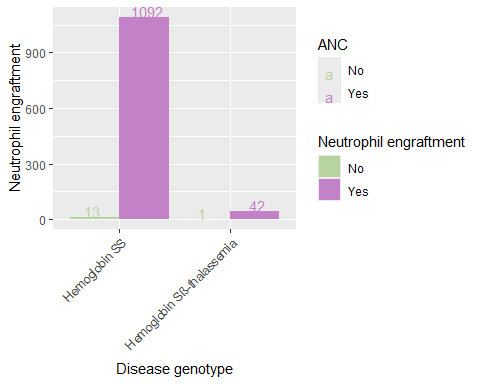 Neutrophil engraftment
900
600
300
0
1092
13
42
1
Hemoglobin SS
Hemoglobin Sß-thalassemia
Disease genotype
ANC
a No
a Yes
Neutrophil engraftment
No
Yes